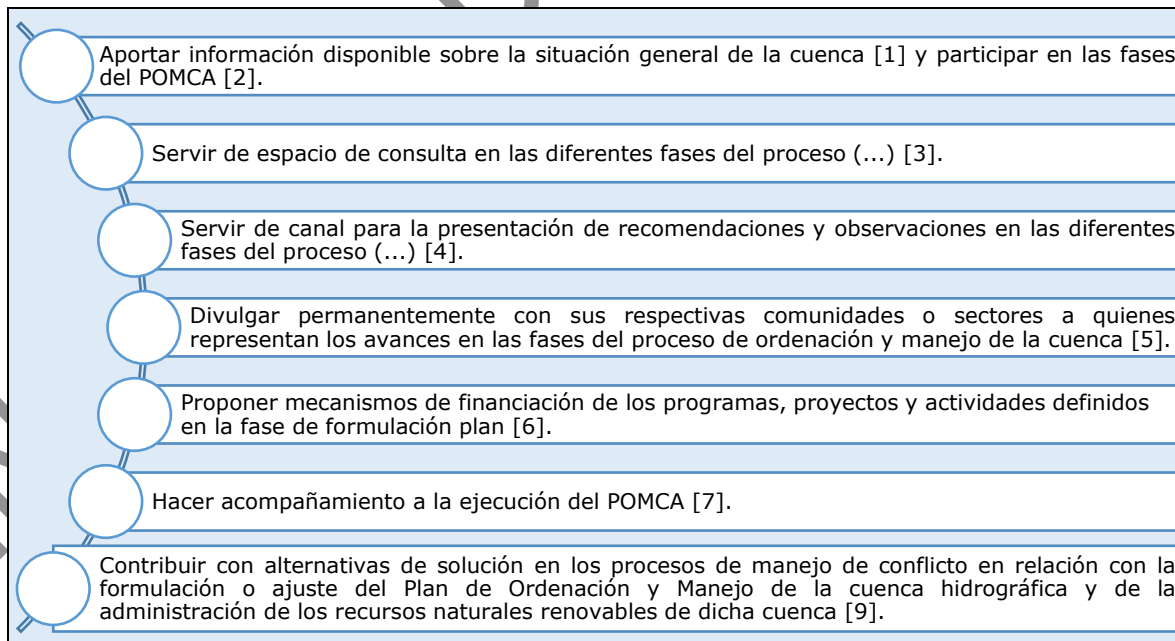 Aportar información disponible sobre la situación general de la cuenca [1] y participar en las fases
del POMCA [2].
Servir de espacio de consulta en las diferentes fases del proceso (...) [3].
Servir de canal para la presentación de recomendaciones y observaciones en las diferentes
fases del proceso (...) [4].
Divulgar permanentemente con sus respectivas comunidades o sectores a quienes
representan los avances en las fases del proceso de ordenación y manejo de la cuenca [5].
Proponer mecanismos de financiación de los programas, proyectos y actividades definidos
en la fase de formulación plan [6].
Hacer acompañamiento a la ejecución del POMCA [7].
Contribuir con alternativas de solución en los procesos de manejo de conflicto en relación con la
formulación o ajuste del Plan de Ordenación y Manejo de la cuenca hidrográfica y de la
administración de los recursos naturales renovables de dicha cuenca [9].